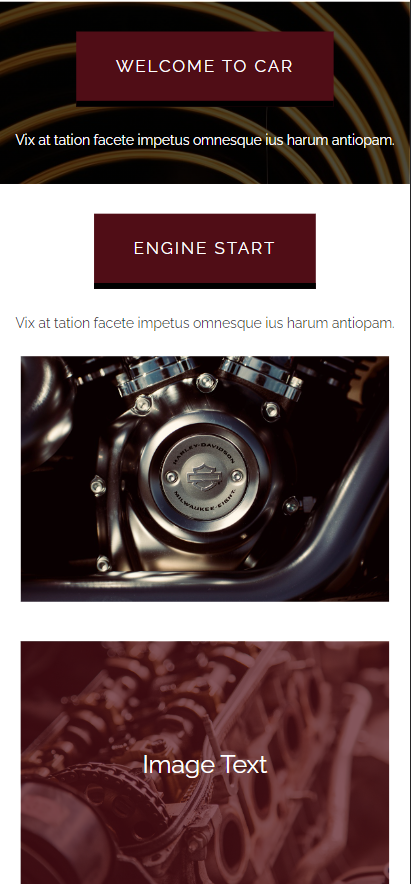 WELCOME TO CAR
Vix at tation facete impetus omnesque ius harum antiopam.
ENGINE START
Vix at tation facete impetus omnesque ius harum antiopam.
HARLEY-DAVIDSON
MILWAUKEE-EIGHT
Image Text